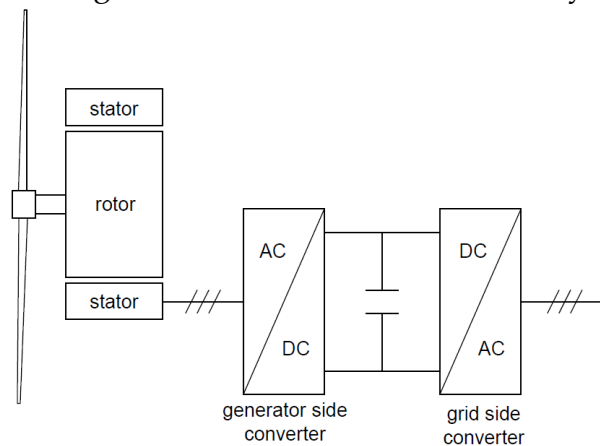 stator
rotor
stator
AC
DC
DC
AC
generator side
converter
grid side
converter